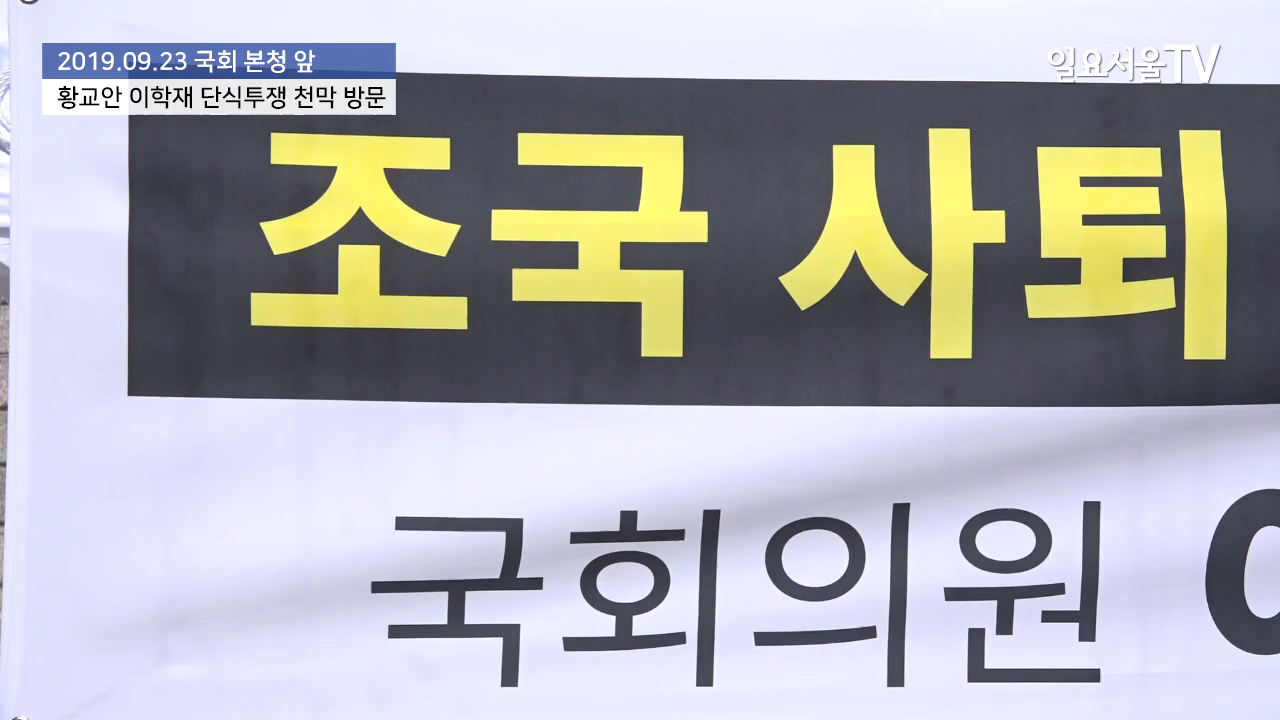 2019.09.23 국회 본청 앞
일요서울TV
황교안 이학재 단식투쟁 천막 방문
조국 사퇴
국회의원